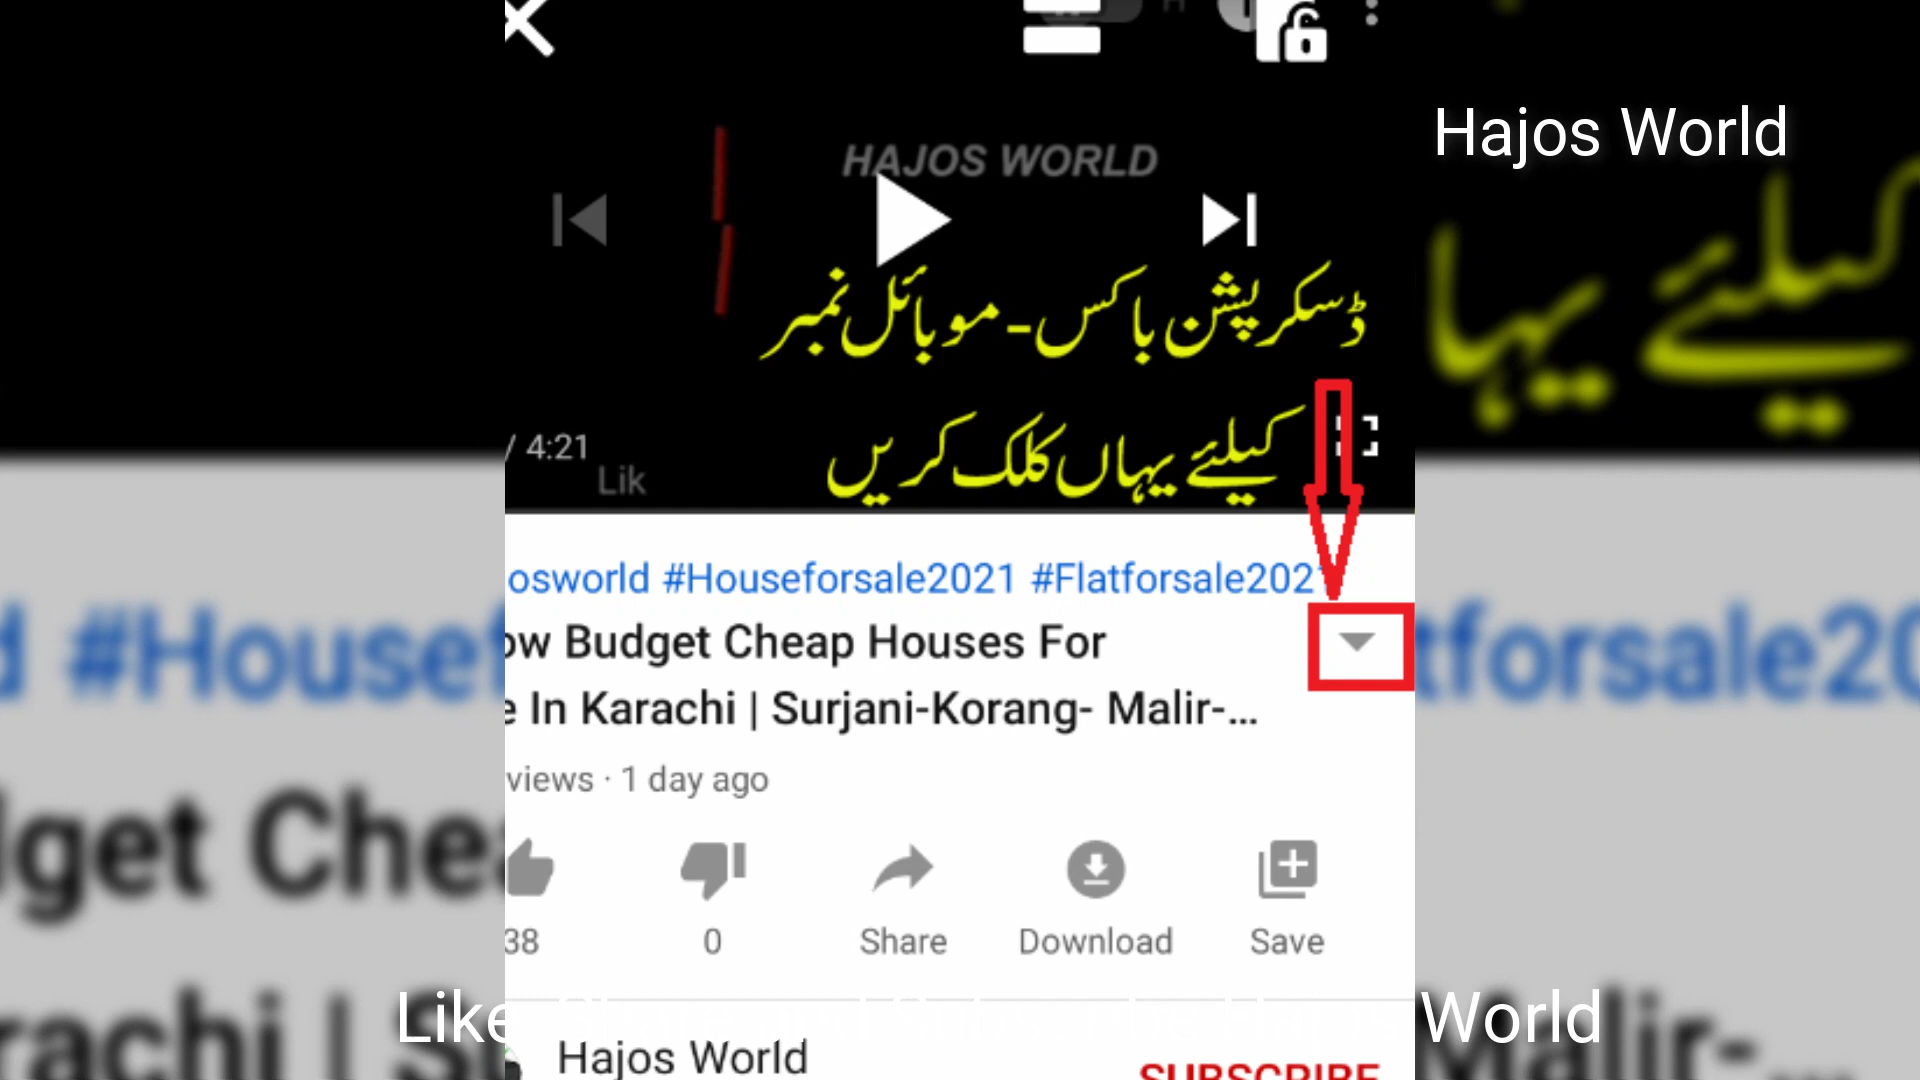 Hajos World
HAJOS WORLD
ڈسکرپشن باکس - موبائل نمبر
کیلئے یہاں کلک کریں
/ 4:21
Lik
osworld #Houseforsale2021 #Flatforsale202
ow Budget Cheap Houses For
e In Karachi | Surjani-Korang- Malir-...
views · 1 day ago
38 0 Share Download Save
Like World
Hajos World
SUBSCRIBE